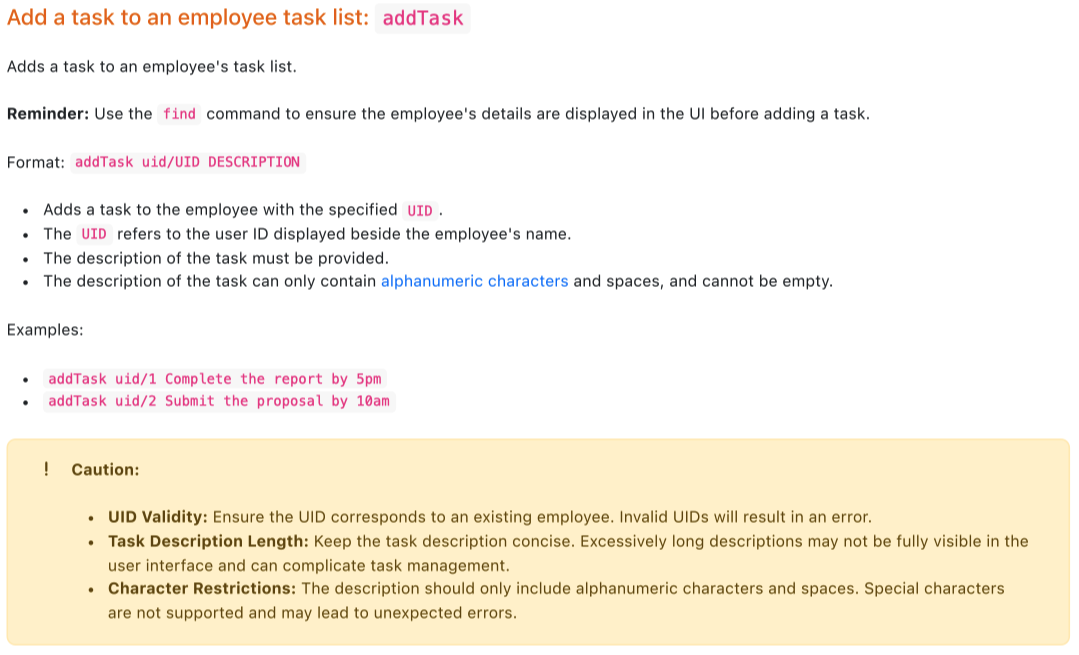 Add a task to an employee task list: addTask
Adds a task to an employee's task list.
Reminder: Use the find command to ensure the employee's details are displayed in the UI before adding a task.
Format: addTask uid/UID DESCRIPTION
• Adds a task to the employee with the specified UID .
• The UID refers to the user ID displayed beside the employee's name.
• The description of the task must be provided.
• The description of the task can only contain alphanumeric characters and spaces, and cannot be empty.
Examples:
• addTask uid/1 Complete the report by 5pm
• addTask uid/2 Submit the proposal by 10am
! Caution:
• UID Validity: Ensure the UID corresponds to an existing employee. Invalid UIDs will result in an error.
• Task Description Length: Keep the task description concise. Excessively long descriptions may not be fully visible in the
user interface and can complicate task management.
• Character Restrictions: The description should only include alphanumeric characters and spaces. Special characters
are not supported and may lead to unexpected errors.